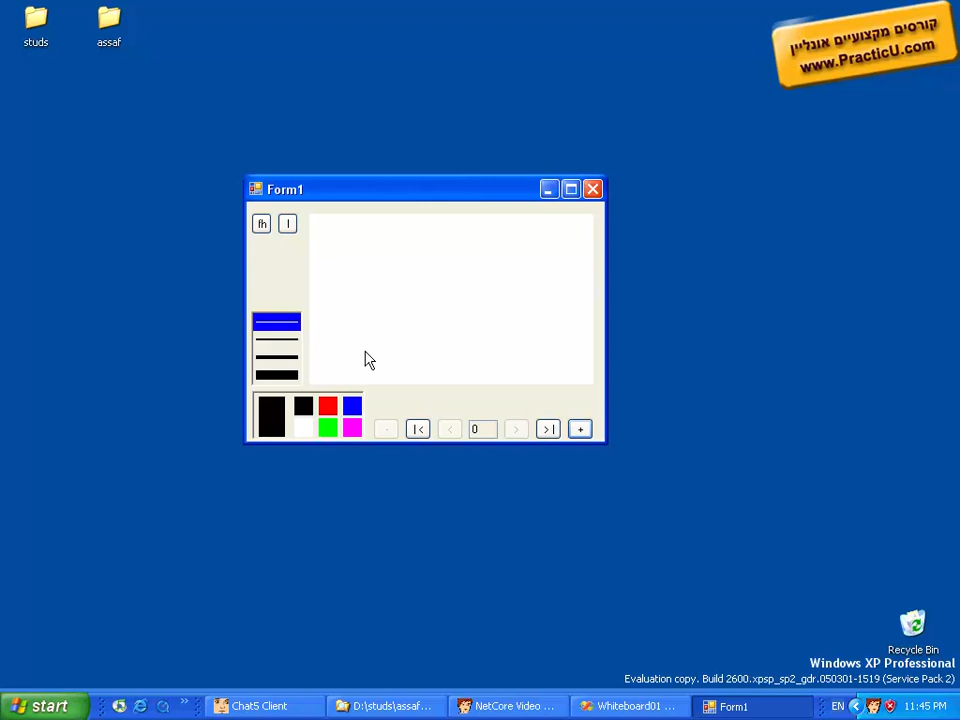 studs
assaf
קורסים מקצועיים אונליין
www.PracticU.com
Form1
fh
l
|<
<
0
>
>|
+
Recycle Bin
Windows XP Professional
Evaluation copy. Build 2600.xpsp_sp2_gdr.050301-1519 (Service Pack 2)
start
Chat5 Client
D:\studs\assaf...
NetCore Video ...
Whiteboard01 ...
Form1
EN
11:45 PM